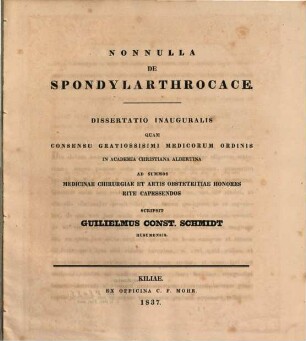 NONNULLA
DE
SPONDYLARTHROCACE.
DISSERTATIO INAUGURALIS
QUAM
CONSENSU GRATIOSISSIMI MEDICORUM ORDINIS
IN ACADEMIA CHRISTIANA ALBERTINA
AD SUMMOS
MEDICINAE CHIRURGIAE ET ARTIS OBSTETRITIAE HONORES
RITE CAPESSENDOS
SCRIPSIT
GUILIELMUS CONST. SCHMIDT
KILIAE.
EX OFFICINA C. F. MOHR.
1837.